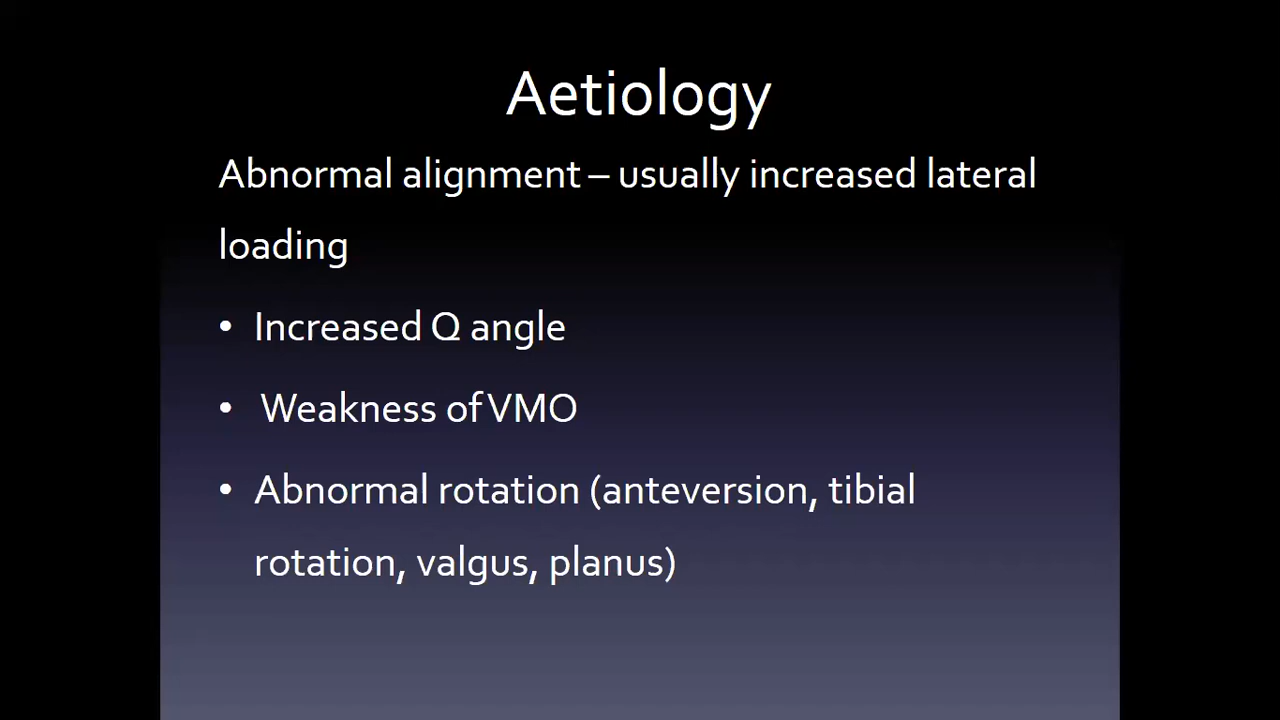 Aetiology
Abnormal alignment – usually increased lateral
loading
• Increased Q angle
• Weakness of VMO
• Abnormal rotation (anteversion, tibial
rotation, valgus, planus)